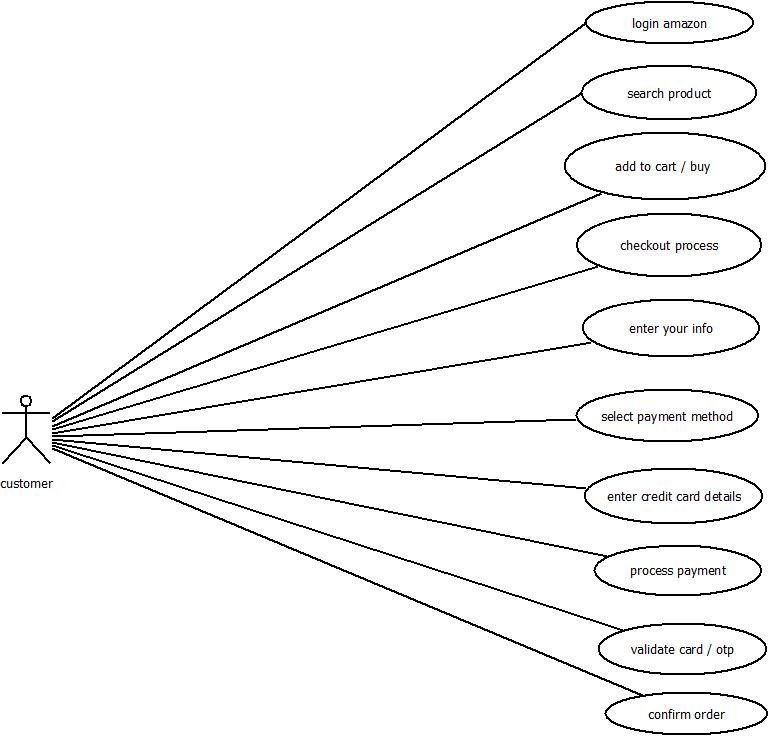 login amazon
search product
add to cart / buy
checkout process
enter your info
select payment method
customer
enter credit card details
process payment
validate card / otp
confirm order